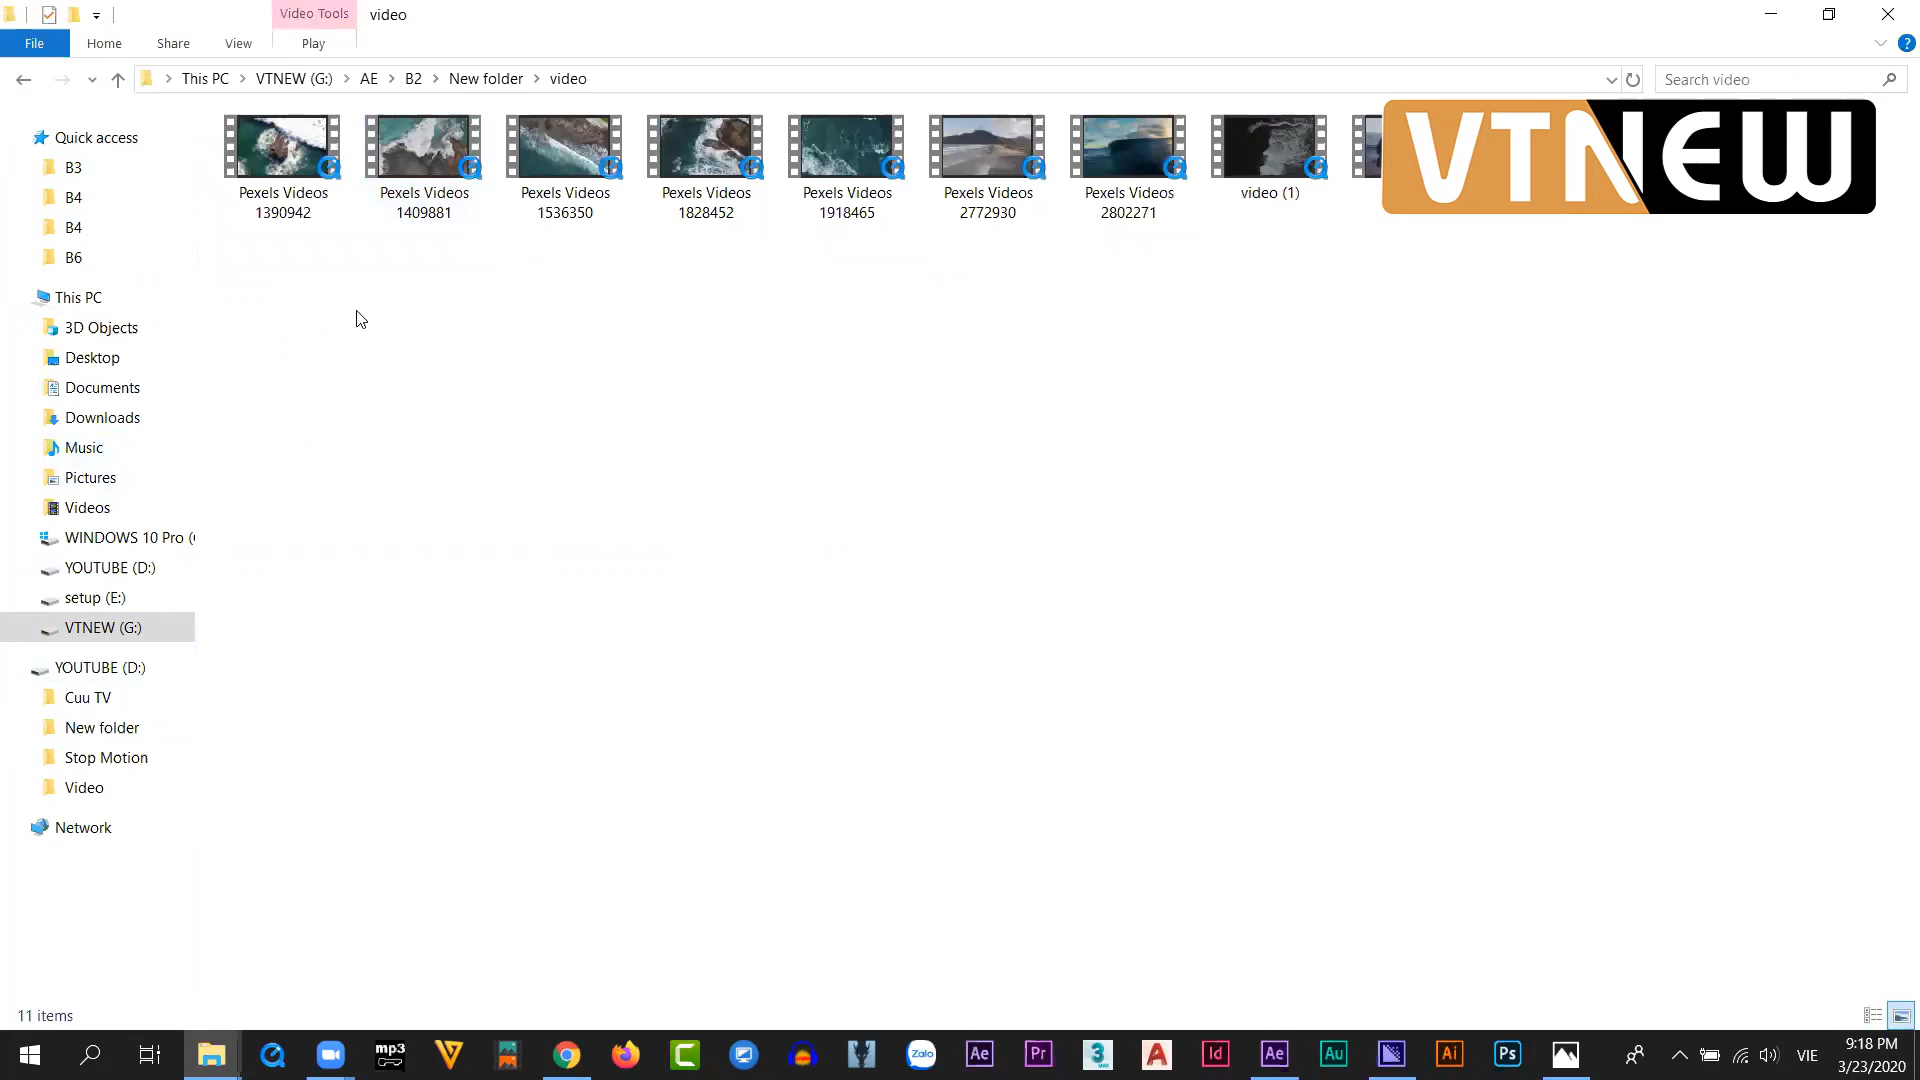 Video Tools
video
File
Home
Share
View
Play
This PC
VTNEW (G:)
AE
B2
New folder
video
Search video
VTNEW
Quick access
B3
B4
B4
B6
This PC
3D Objects
Desktop
Documents
Downloads
Music
Pictures
Videos
WINDOWS 10 Pro (
YOUTUBE (D:)
setup (E:)
VTNEW (G:)
YOUTUBE (D:)
Cuu TV
New folder
Stop Motion
Video
Network
Pexels Videos
1390942
Pexels Videos
1409881
Pexels Videos
1536350
Pexels Videos
1828452
Pexels Videos
1918465
Pexels Videos
2772930
Pexels Videos
2802271
video (1)
11 items
mp3
Zalo
Ae
Pr
3
MAX
A
Id
Ae
Au
Ai
Ps
VIE
9:18 PM
3/23/2020